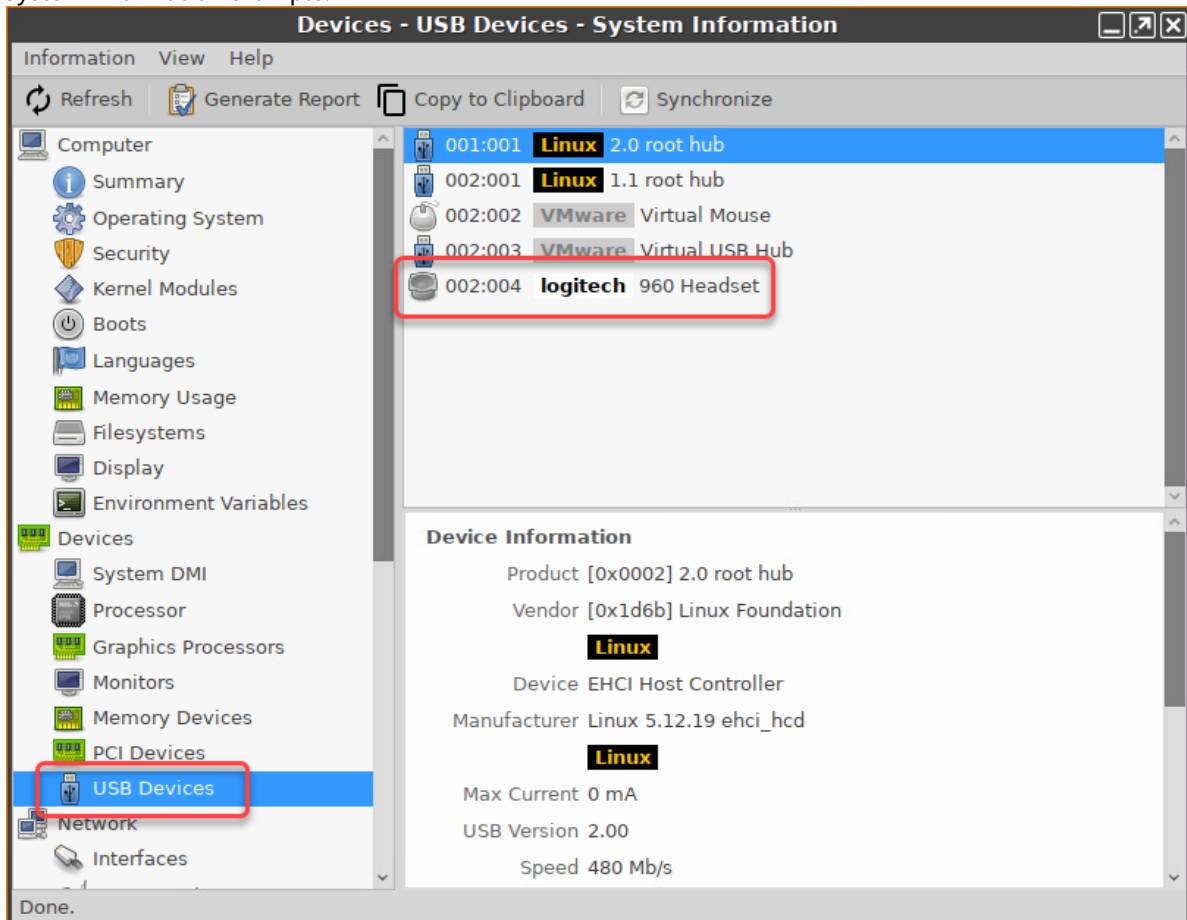 Devices - USB Devices - System Information
Information View Help
Refresh Generate Report Copy to Clipboard Synchronize
Computer
Summary
Operating System
Security
Kernel Modules
Boots
Languages
Memory Usage
Filesystems
Display
Environment Variables
Devices
System DMI
Processor
Graphics Processors
Monitors
Memory Devices
PCI Devices
USB Devices
Network
Interfaces
001:001 Linux 2.0 root hub
002:001 Linux 1.1 root hub
002:002 VMware Virtual Mouse
002:003 VMware Virtual USB Hub
002:004 logitech 960 Headset
Device Information
Product [0x0002] 2.0 root hub
Vendor [0x1d6b] Linux Foundation
Linux
Device EHCI Host Controller
Manufacturer Linux 5.12.19 ehci_hcd
Linux
Max Current 0 mA
USB Version 2.00
Speed 480 Mb/s
Done.